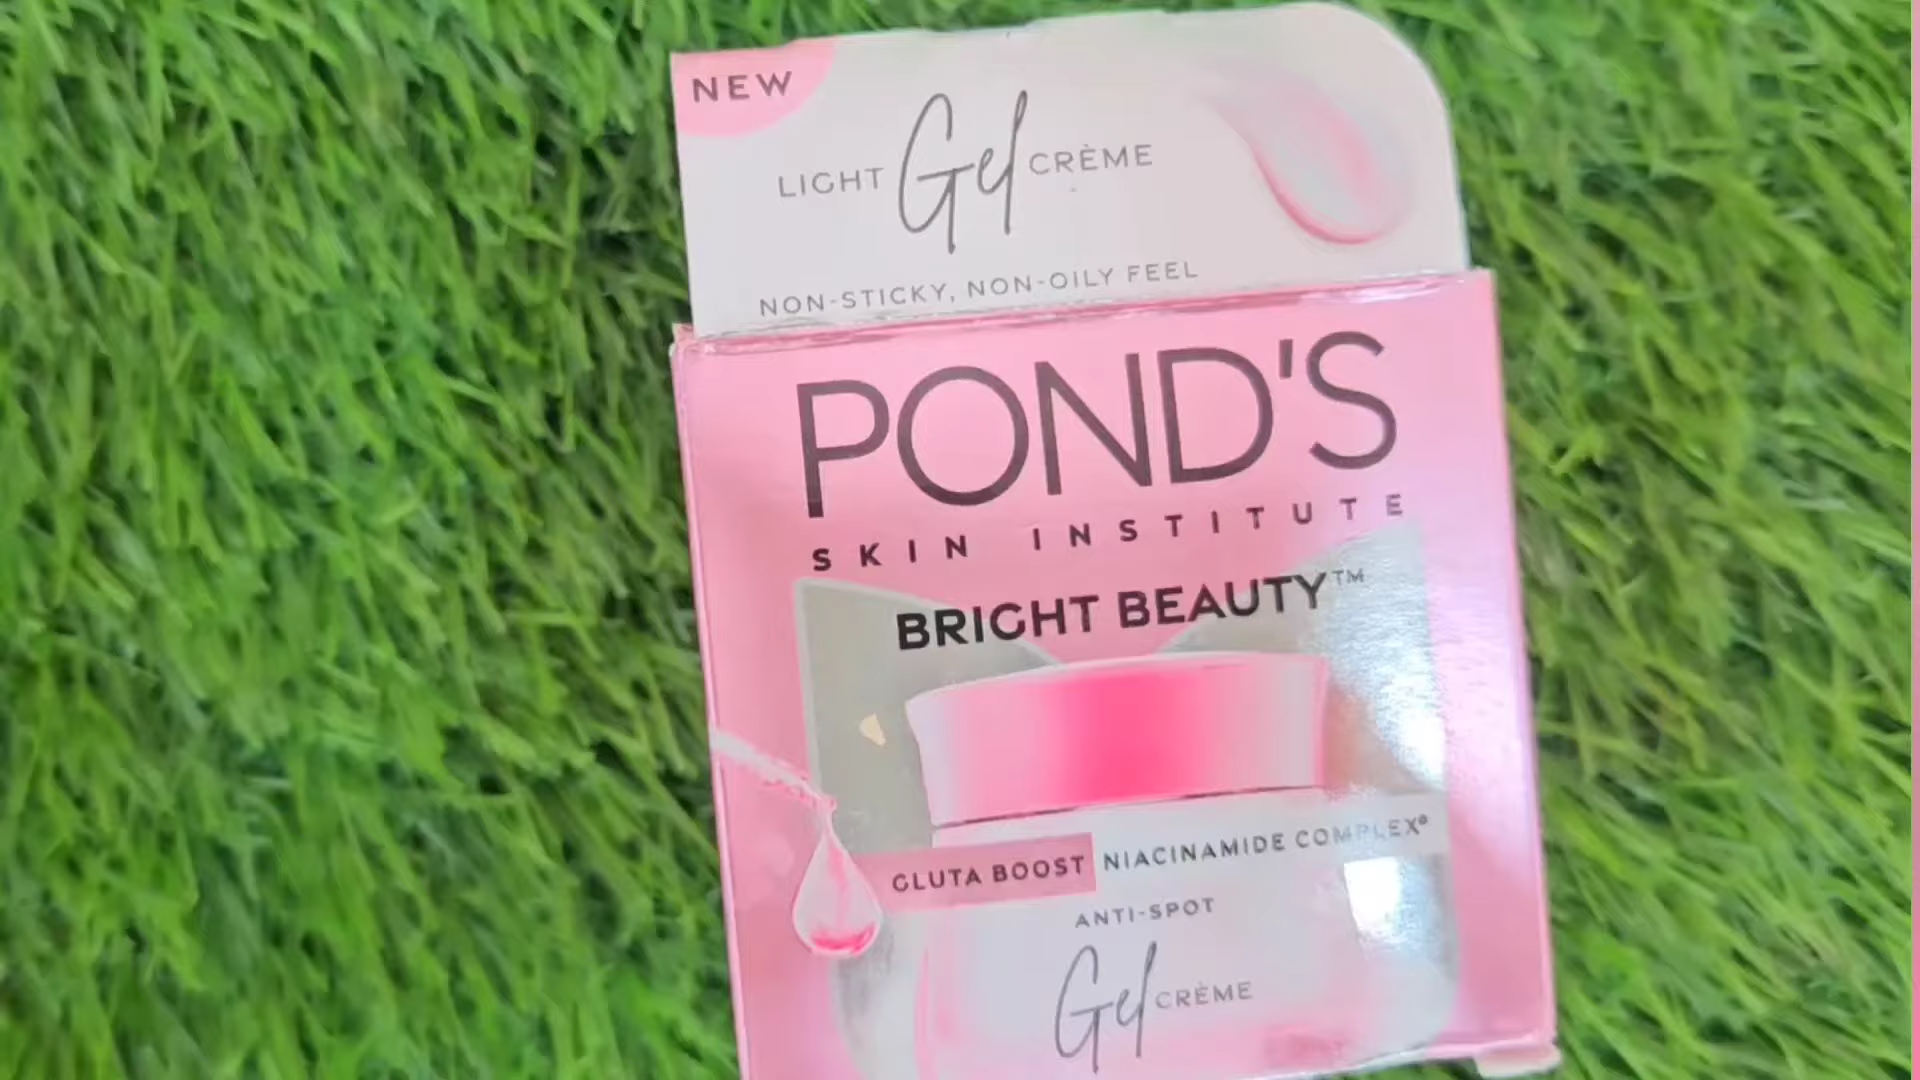 NEW
LIGHT Gel CRÈME
NON-STICKY, NON-OILY FEEL
POND'S
SKIN INSTITUTE
BRIGHT BEAUTY™
GLUTA BOOST NIACINAMIDE COMPLEX®
ANTI-SPOT
Gel CRÈME